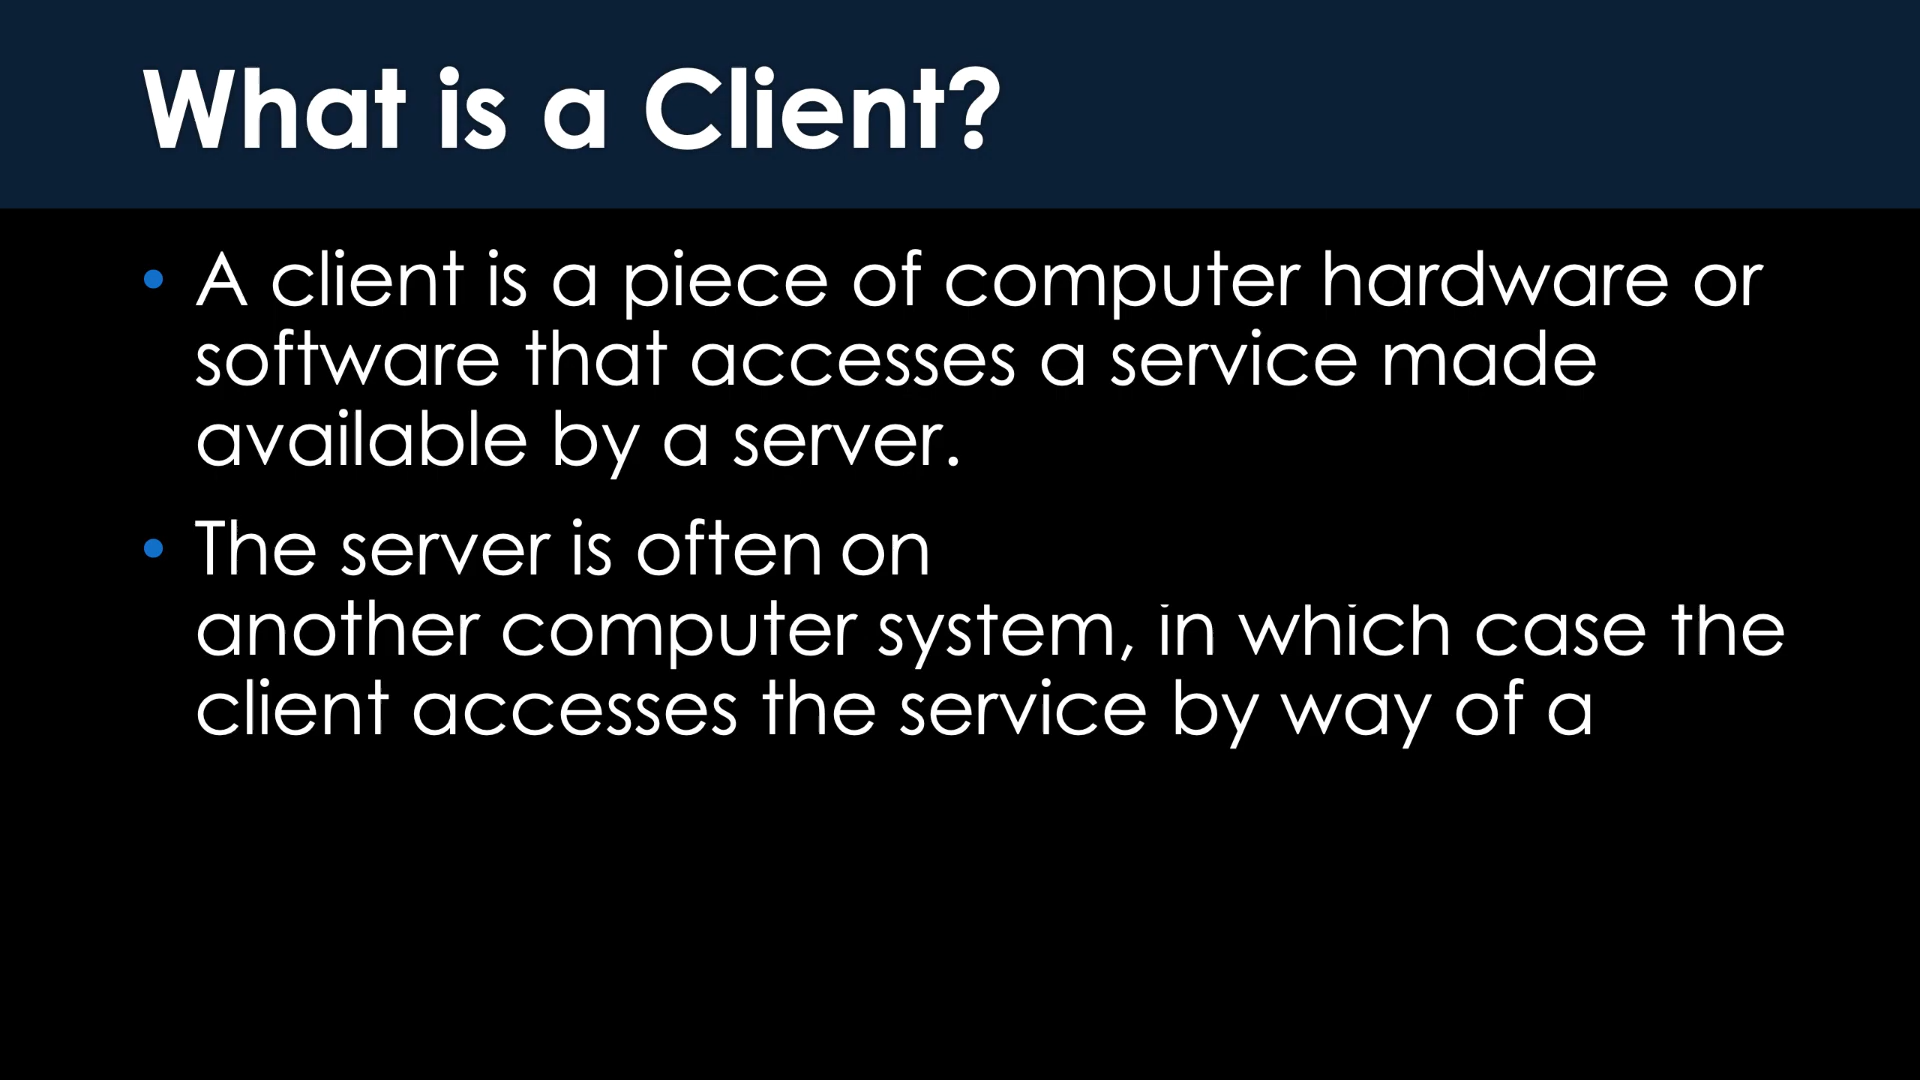 What is a Client?
• A client is a piece of computer hardware or
software that accesses a service made
available by a server.
• The server is often on
another computer system, in which case the
client accesses the service by way of a